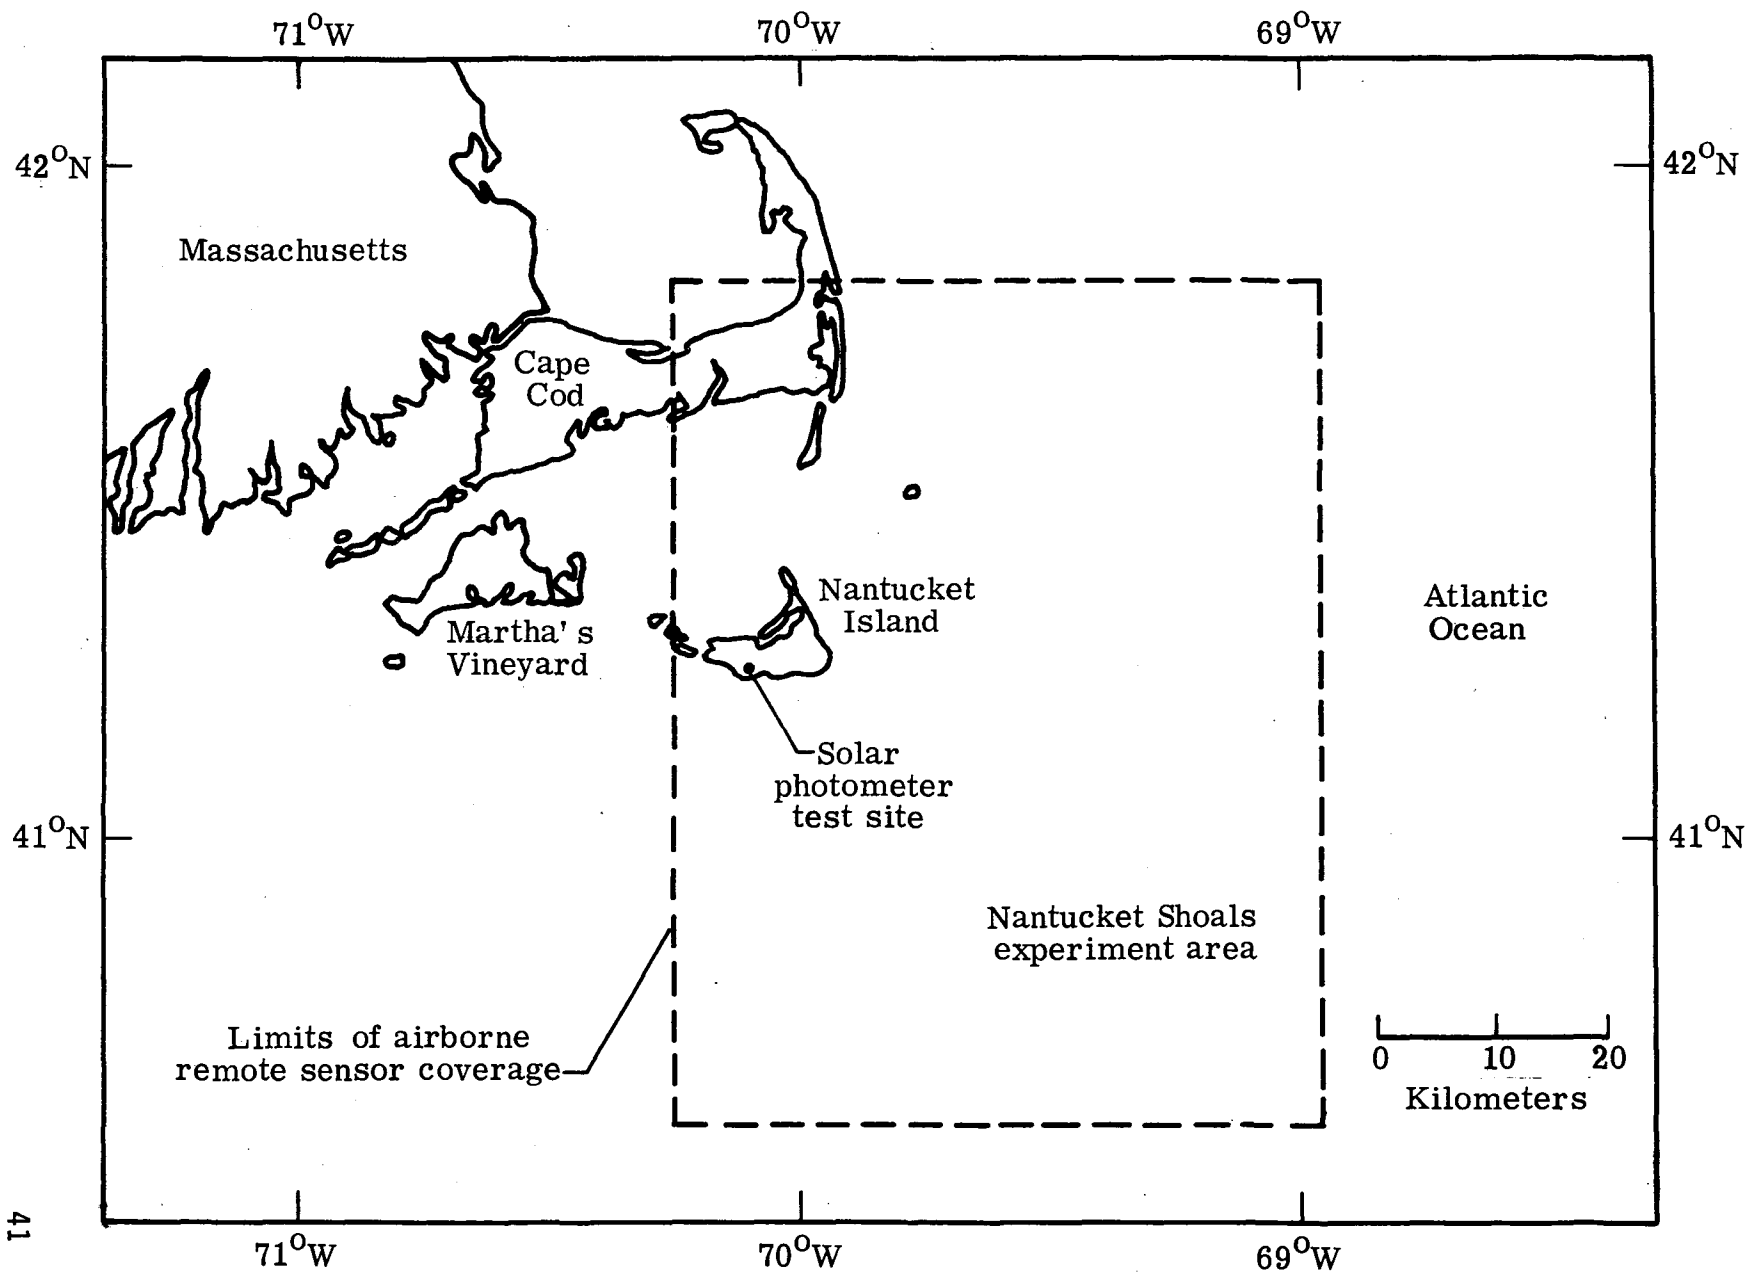 71°W 70°W 69°W
42°N 42°N
Massachusetts
Cape
Cod
Nantucket
Island
Atlantic
Ocean
Martha's
Vineyard
Solar
photometer
test site
41°N 41°N
Nantucket Shoals
experiment area
Limits of airborne
remote sensor coverage
0 10 20
Kilometers
71°W 70°W 69°W
41